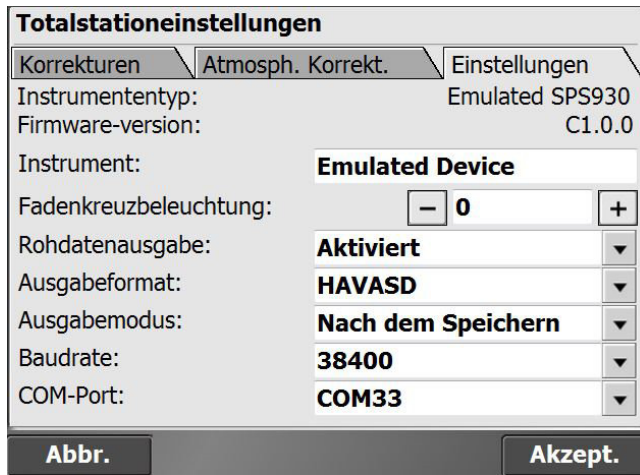 Totalstationeinstellungen
Korrekturen Atmosph. Korrekt. Einstellungen
Instrumententyp: Emulated SPS930
Firmware-version: C1.0.0
Instrument: Emulated Device
Fadenkreuzbeleuchtung: − 0 +
Rohdatenausgabe: Aktiviert
Ausgabeformat: HAVASD
Ausgabemodus: Nach dem Speichern
Baudrate: 38400
COM-Port: COM33
Abbr. Akzept.